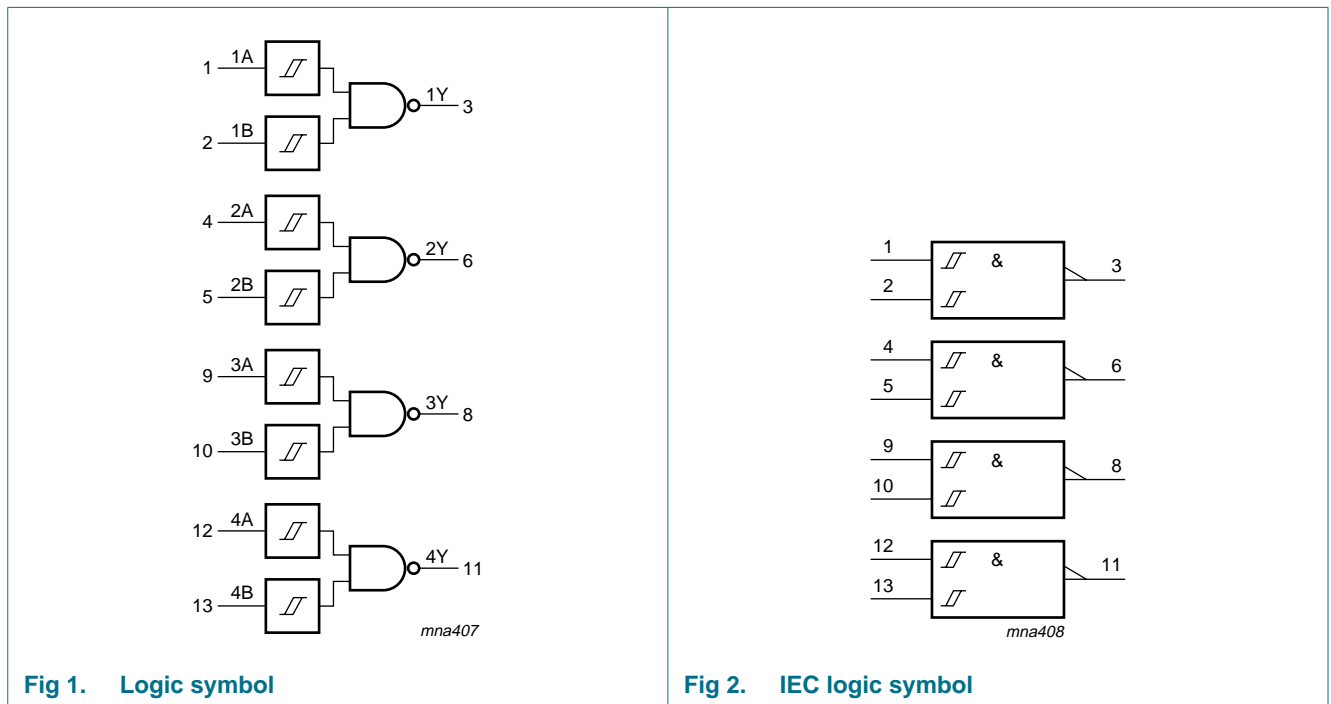 1 1A
1Y 3
2 1B
4 2A
2Y 6
5 2B
9 3A
3Y 8
10 3B
12 4A
4Y 11
13 4B
mna407
Fig 1. Logic symbol
1 &
3
2
4 &
6
5
9 &
8
10
12 &
11
13
mna408
Fig 2. IEC logic symbol